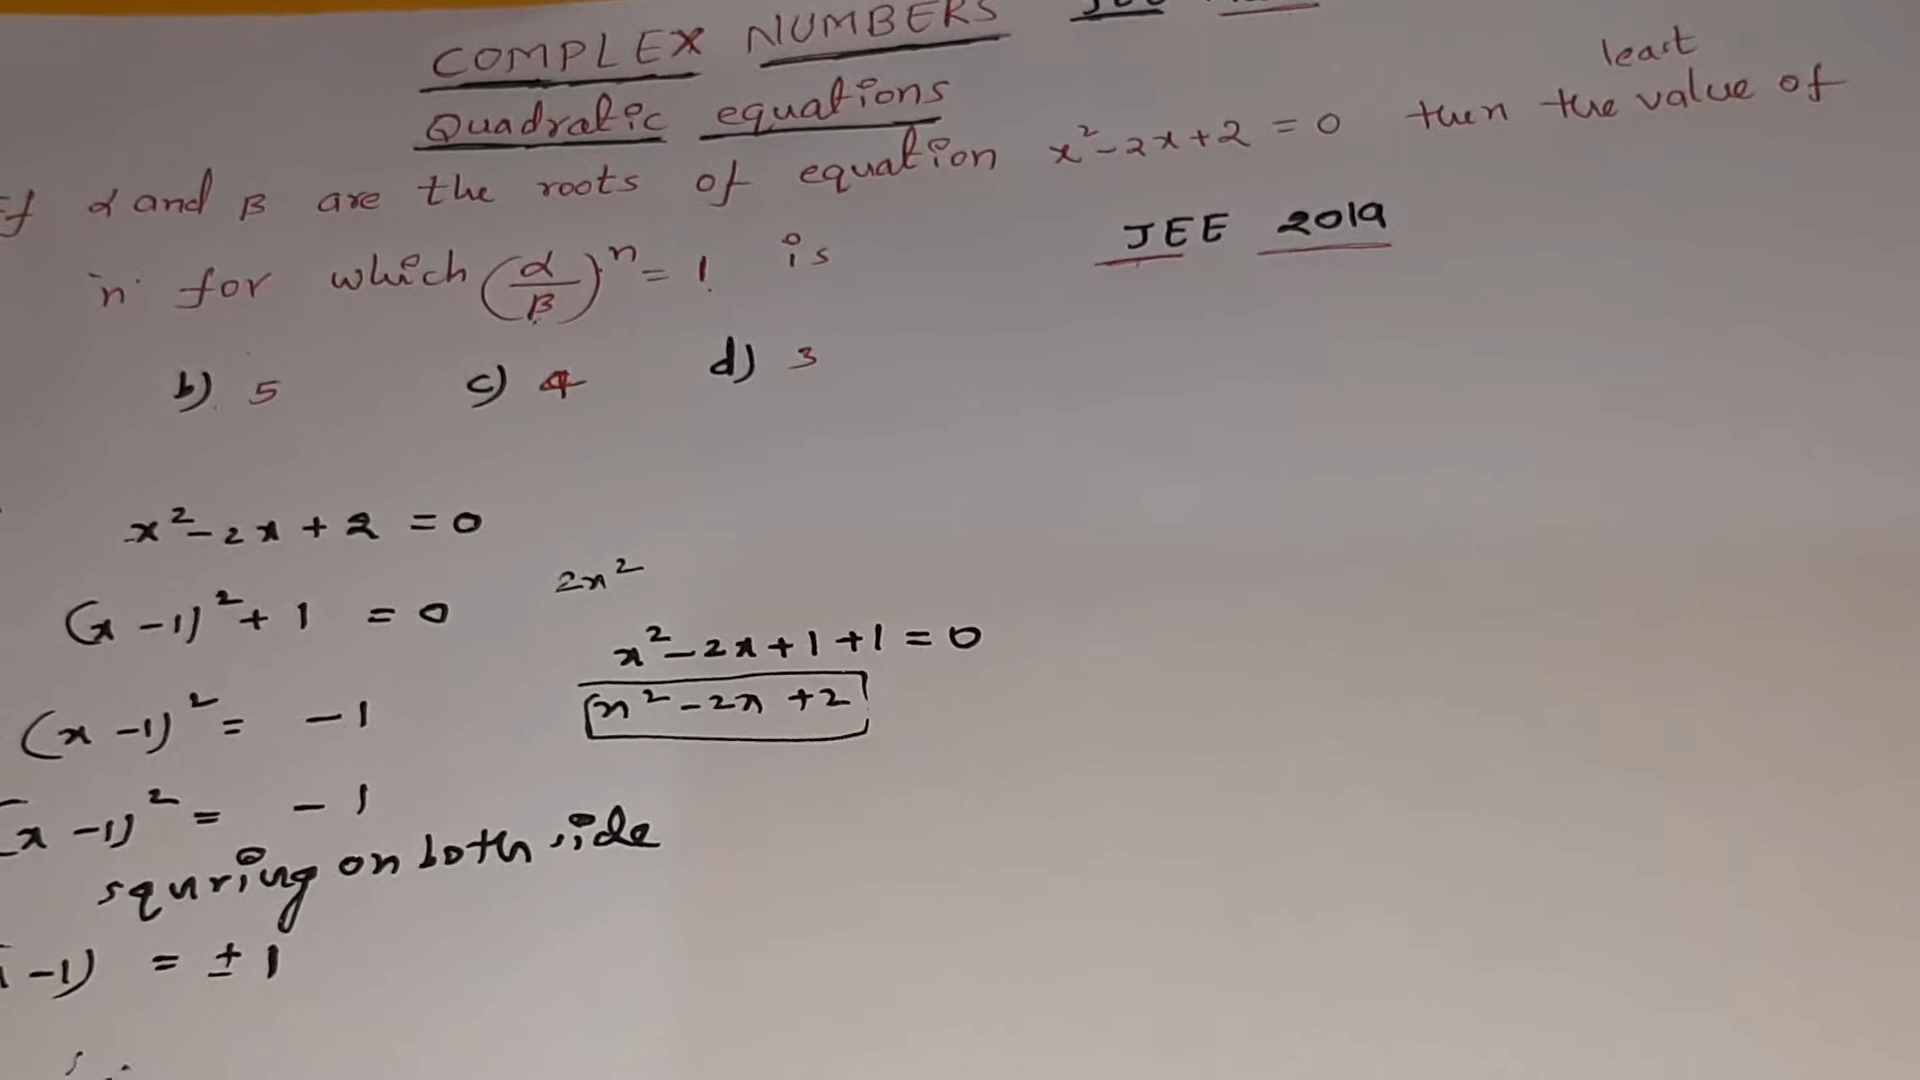 COMPLEX NUMBERS
Quadratic equations
If α and β are the roots of equation x²-2x+2 = 0 then the least value of
'n' for which (α/β)ⁿ = 1 is
JEE 2019
b) 5 c) 4 d) 3
x²-2x+2 = 0
(x-1)²+1 = 0
2x²
x²-2x+1+1 = 0
x²-2x+2
(x-1)² = -1
(x-1)² = -1
squring on both side
-1) = ±1